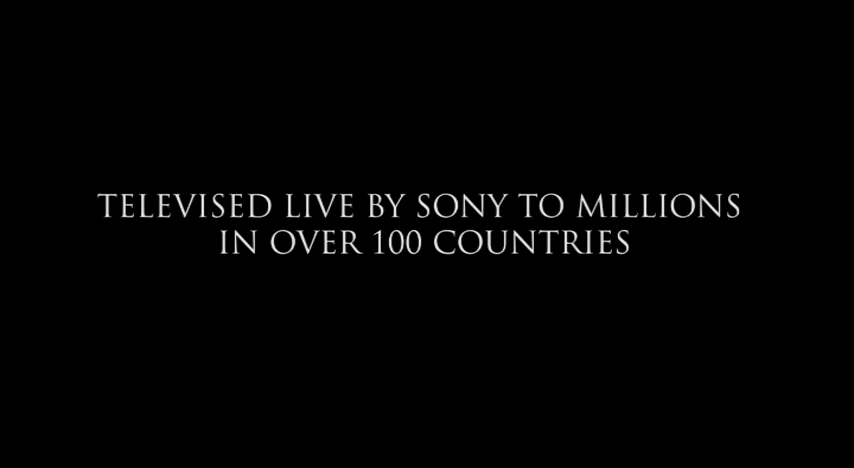 TELEVISED LIVE BY SONY TO MILLIONS
IN OVER 100 COUNTRIES